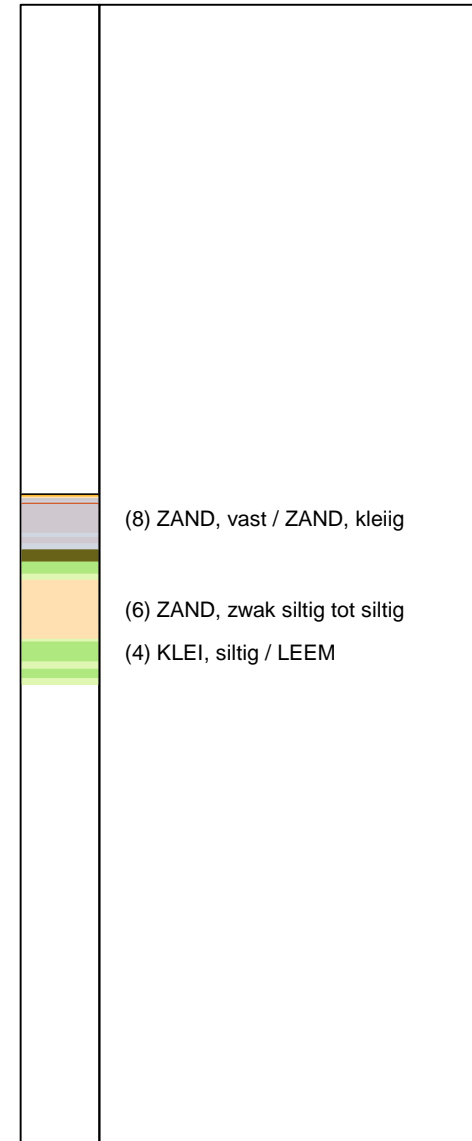 (8) ZAND, vast / ZAND, kleiig
(6) ZAND, zwak siltig tot siltig
(4) KLEI, siltig / LEEM